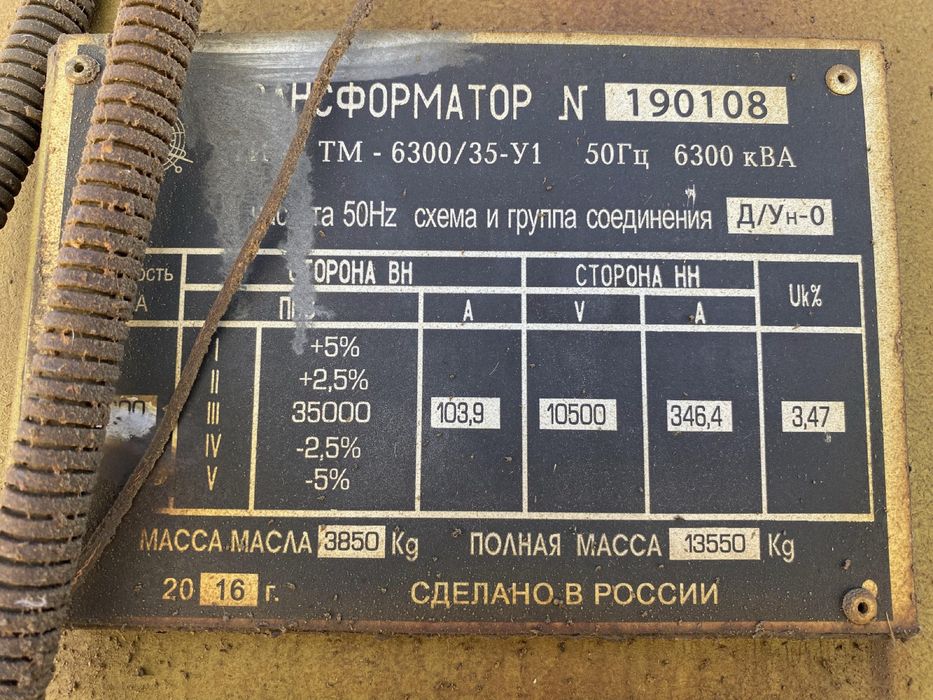 ТРАНСФОРМАТОР № 190108
ТМ - 6300/35-У1 50Гц 6300 кВА
50Hz схема и группа соединения Д/Ун-0
СТОРОНА ВН СТОРОНА НН Uk%
А V А
I +5%
II +2,5%
III 35000 103,9 10500 346,4 3,47
IV -2,5%
V -5%
МАССА МАСЛА 3850 Kg ПОЛНАЯ МАССА 13550 Kg
20 16 г. СДЕЛАНО В РОССИИ